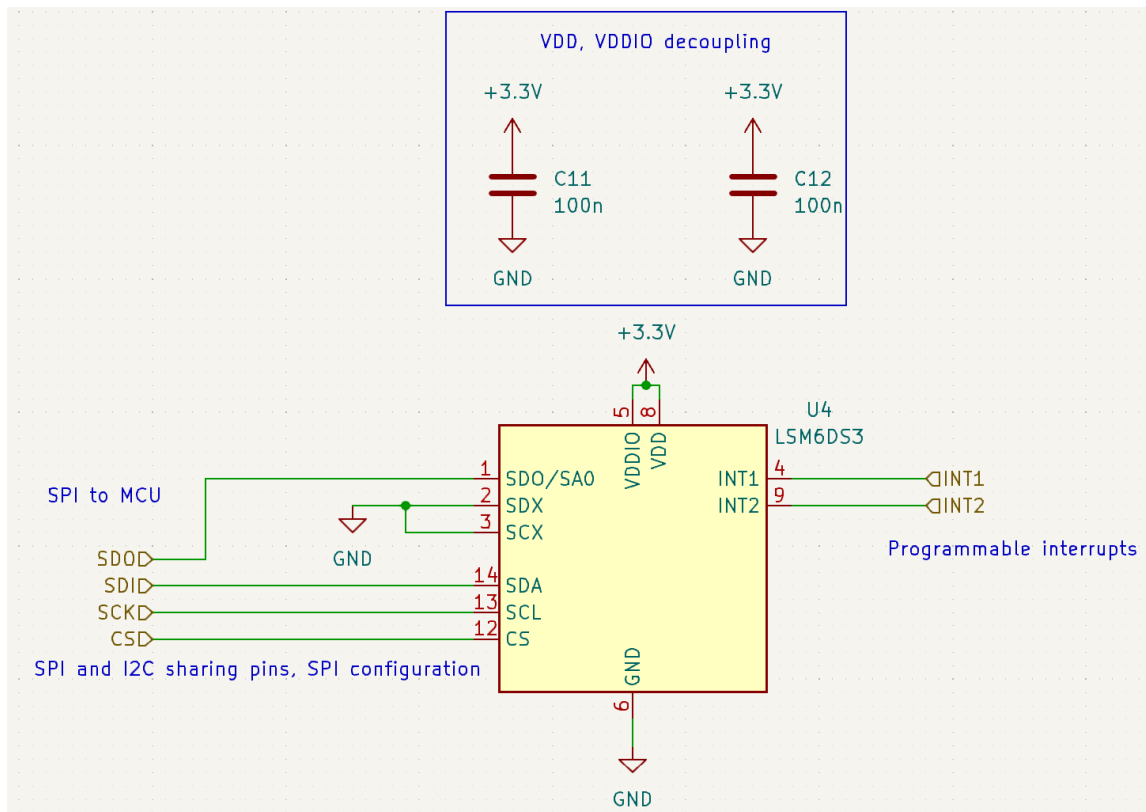 VDD, VDDIO decoupling
+3.3V
+3.3V
C11
100n
C12
100n
GND
GND
+3.3V
U4
LSM6DS3
5
8
VDDIO
VDD
1
SDO/SA0
2
SDX
3
SCX
14
SDA
13
SCL
12
CS
INT1
4
INT1
INT2
9
INT2
SPI to MCU
GND
SDO
SDI
SCK
CS
Programmable interrupts
SPI and I2C sharing pins, SPI configuration
GND
6
GND